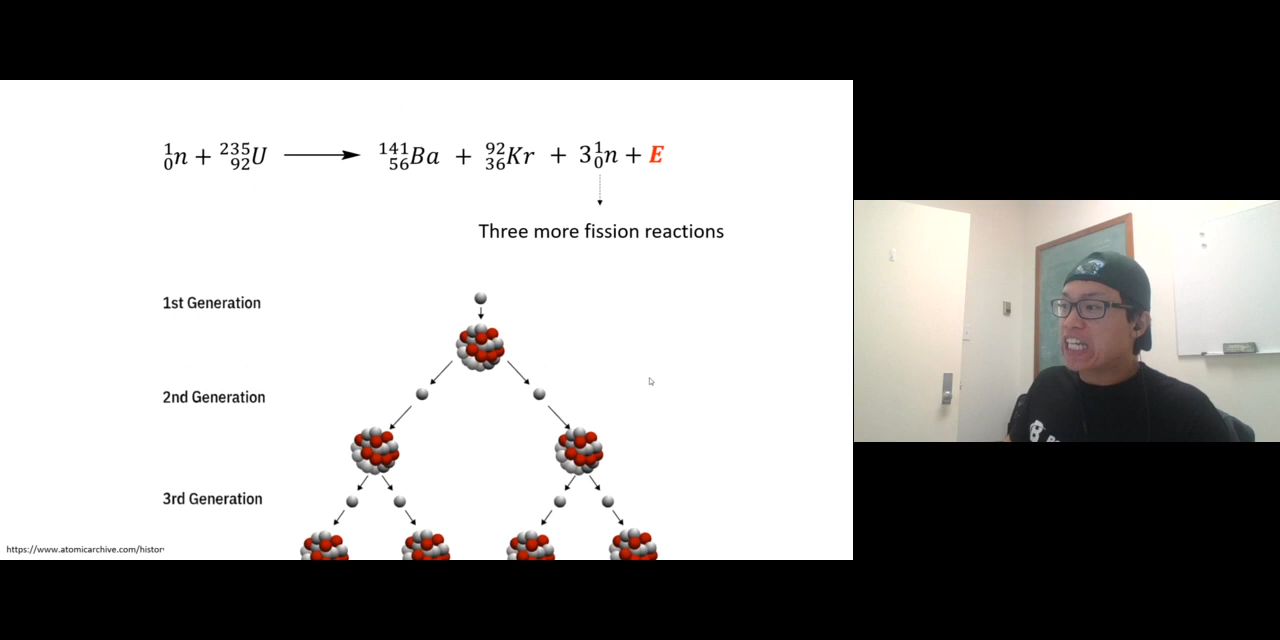 ¹₀n + ²³⁵₉₂U ⟶ ¹⁴¹₅₆Ba + ⁹²₃₆Kr + 3¹₀n + E
Three more fission reactions
1st Generation
2nd Generation
3rd Generation
https://www.atomicarchive.com/histor